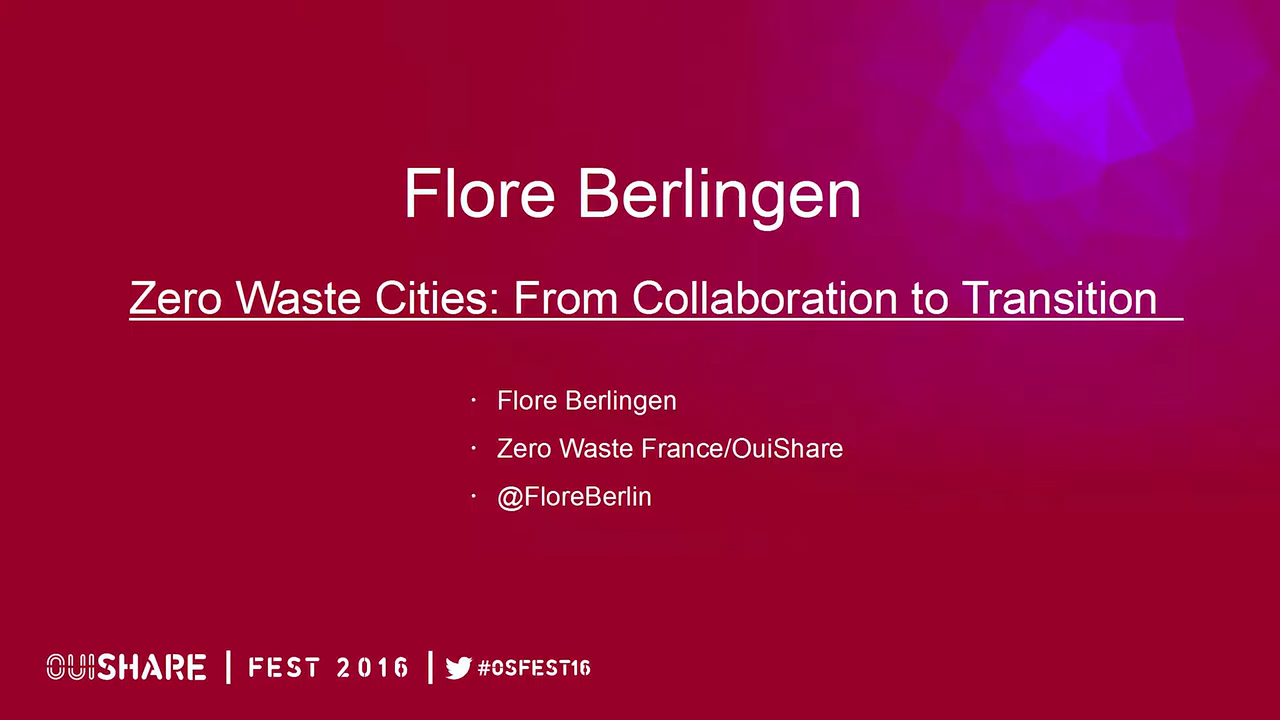 Flore Berlingen
Zero Waste Cities: From Collaboration to Transition
· Flore Berlingen
· Zero Waste France/OuiShare
· @FloreBerlin
OUISHARE | FEST 2016 | #OSFEST16